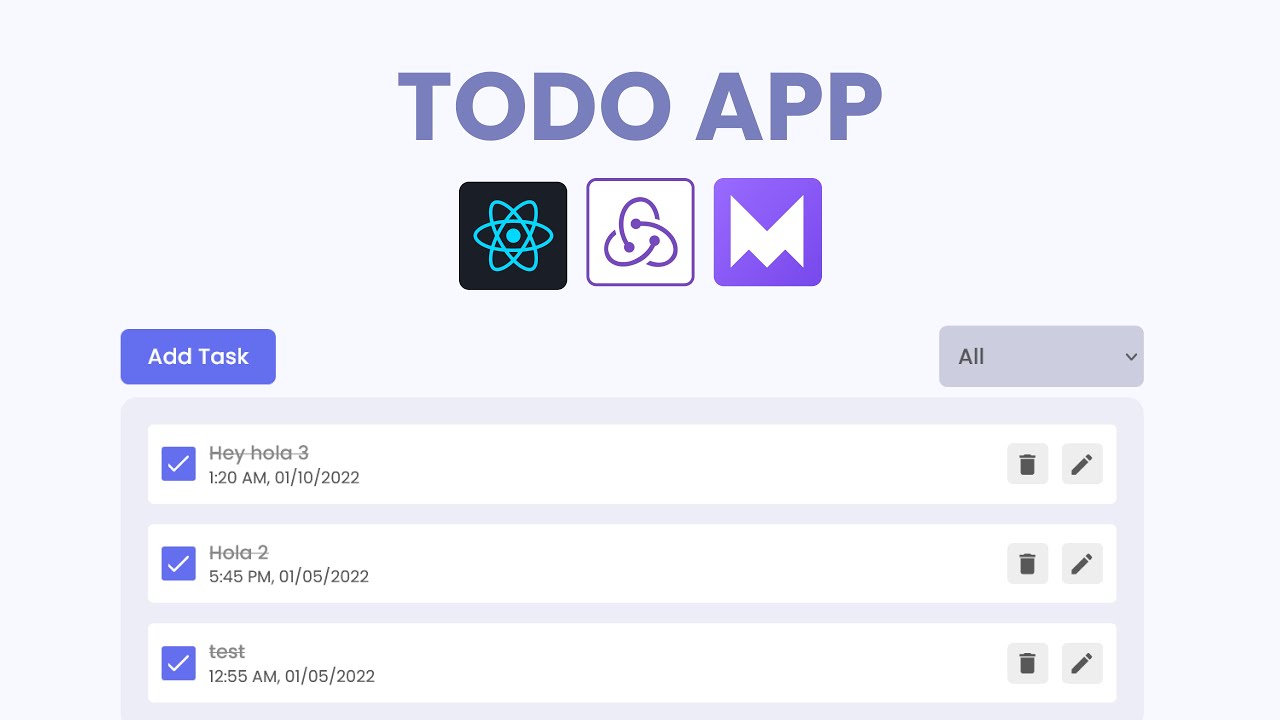 TODO APP
Add Task
All
Hey hola 3
1:20 AM, 01/10/2022
Hola 2
5:45 PM, 01/05/2022
test
12:55 AM, 01/05/2022